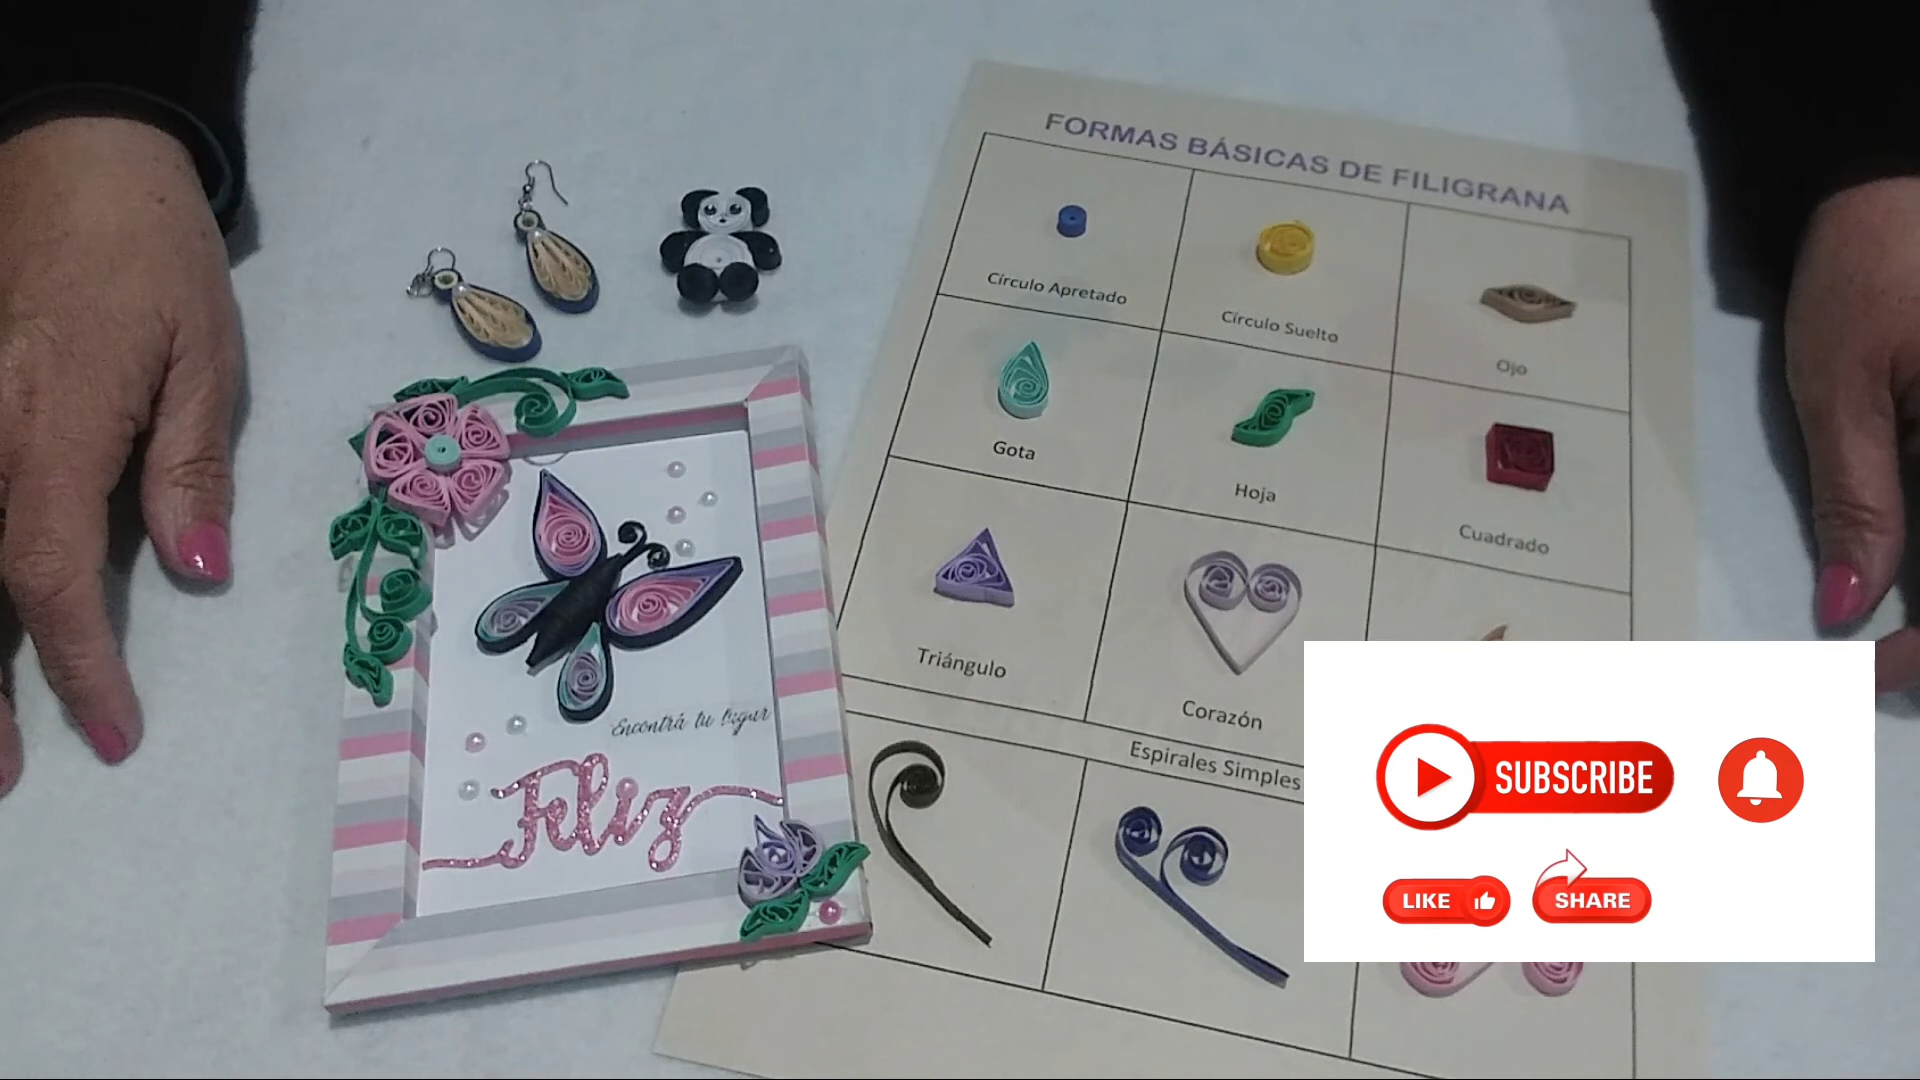 FORMAS BÁSICAS DE FILIGRANA
Círculo Apretado
Círculo Suelto
Ojo
Gota
Hoja
Cuadrado
Triángulo
Corazón
Espirales Simples
Encontrá tu lugar
Feliz
SUBSCRIBE
LIKE
SHARE